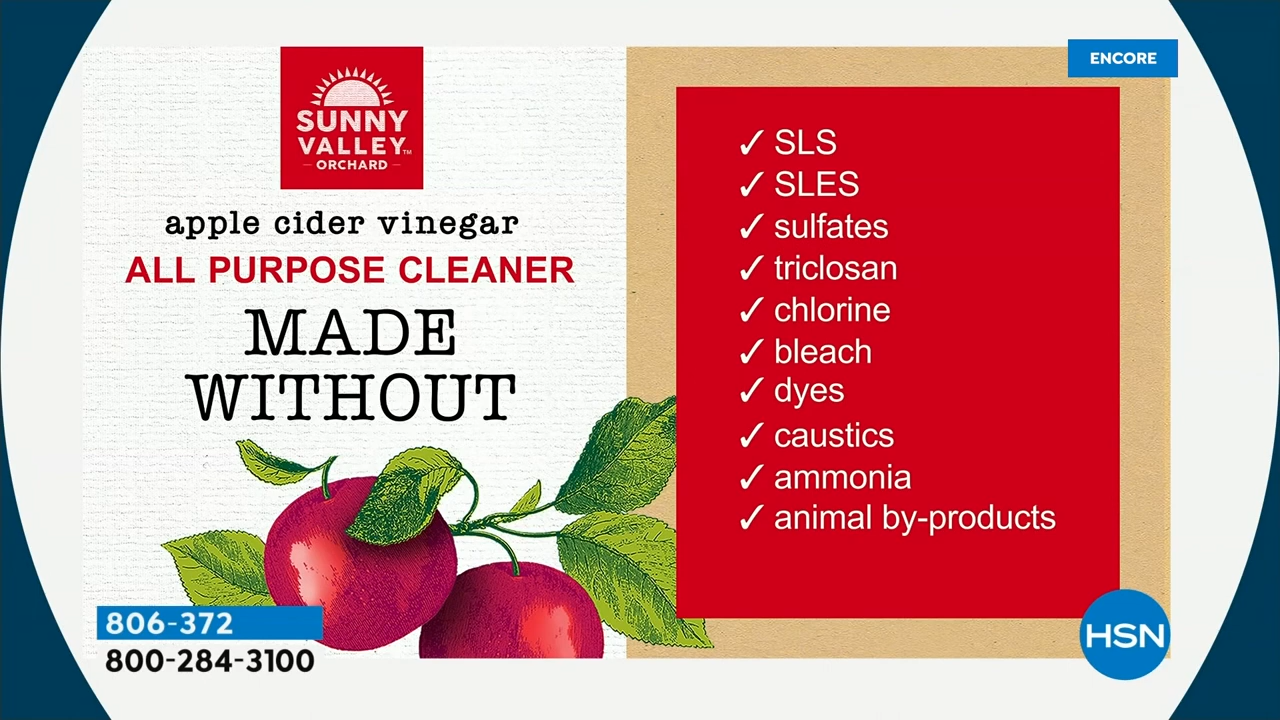 SUNNY
VALLEY™
ORCHARD
apple cider vinegar
ALL PURPOSE CLEANER
MADE
WITHOUT
ENCORE
✓ SLS
✓ SLES
✓ sulfates
✓ triclosan
✓ chlorine
✓ bleach
✓ dyes
✓ caustics
✓ ammonia
✓ animal by-products
806-372
800-284-3100
HSN